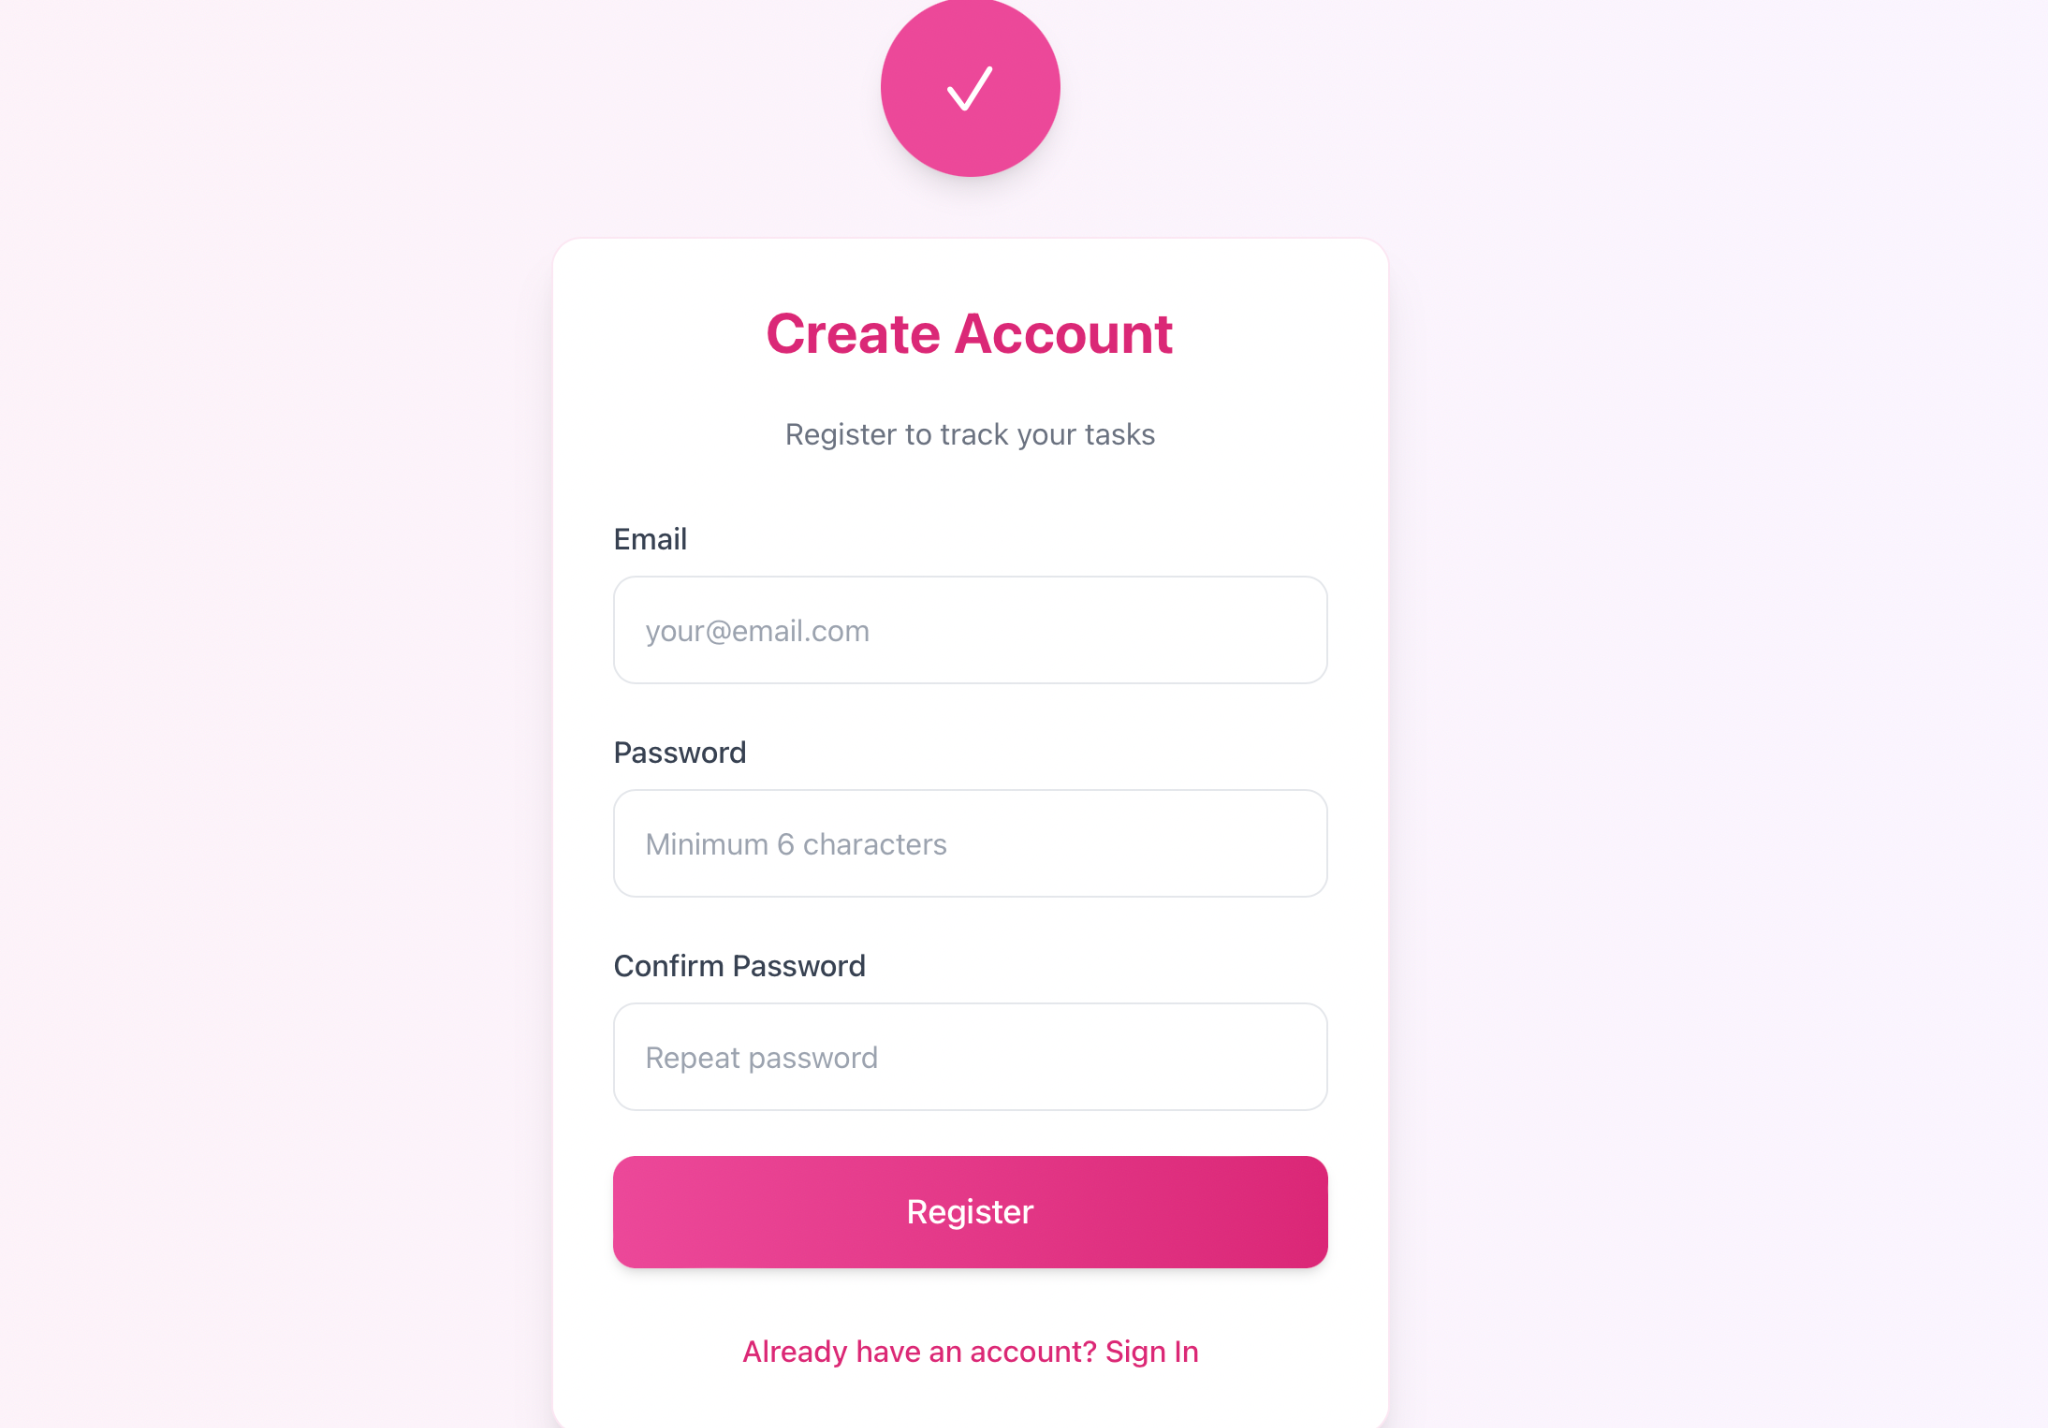 Create Account
Register to track your tasks
Email
your@email.com
Password
Minimum 6 characters
Confirm Password
Repeat password
Register
Already have an account? Sign In